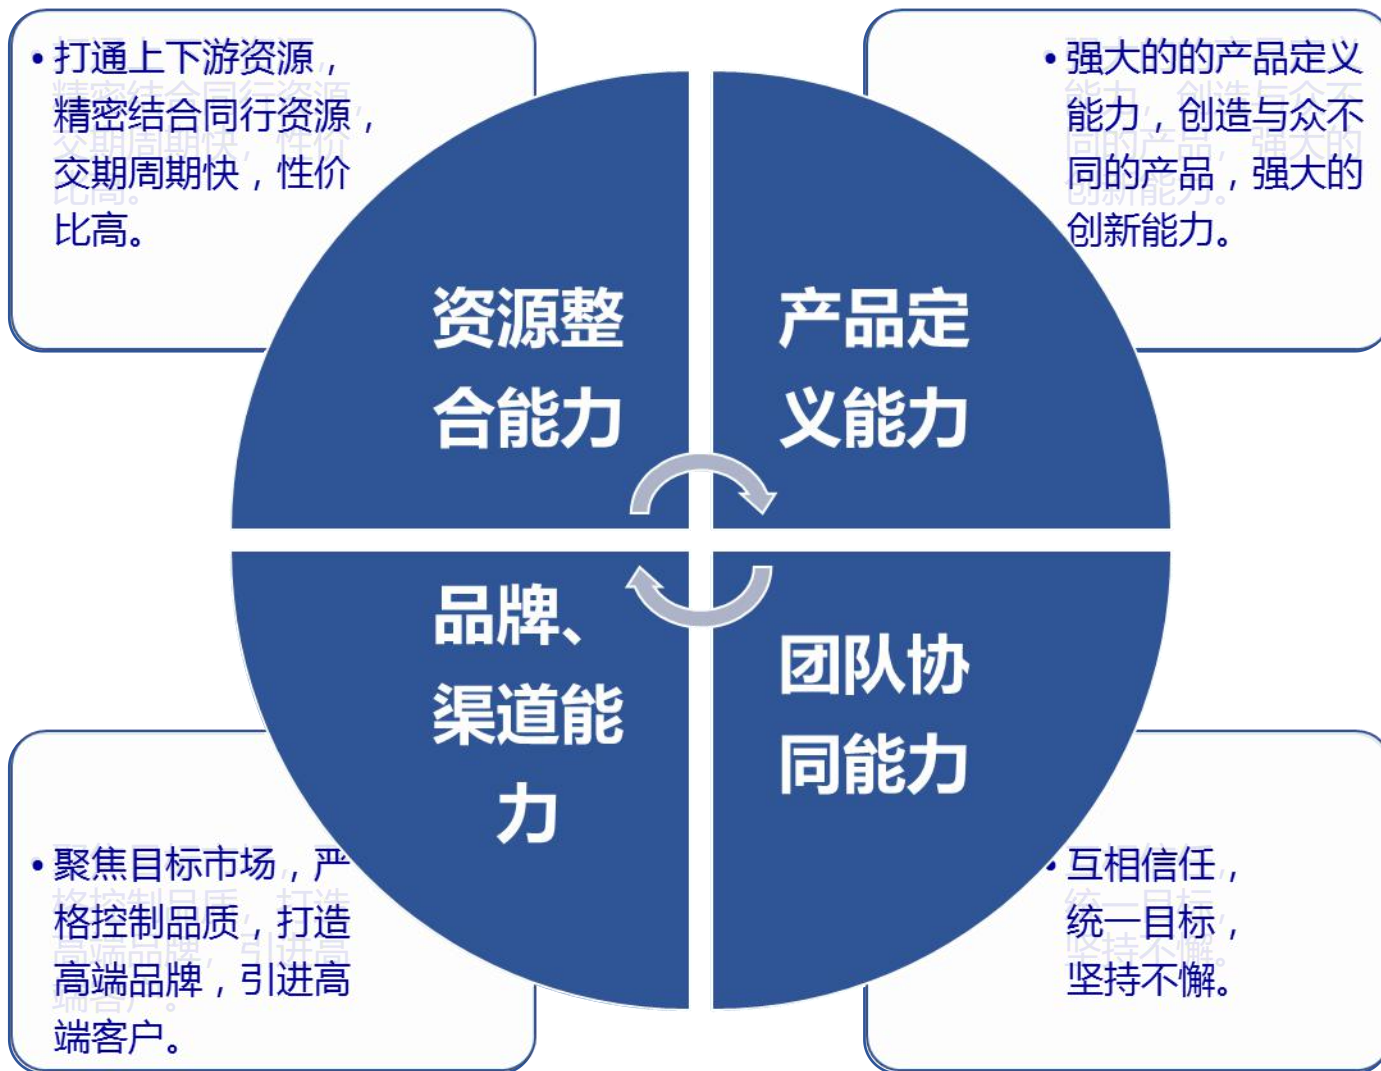 • 打通上下游资源，
精密结合同行资源，
交期周期快，性价
比高。
• 强大的的产品定义
能力，创造与众不
同的产品，强大的
创新能力。
资源整
合能力
产品定
义能力
品牌、
渠道能
力
团队协
同能力
• 聚焦目标市场，严
格控制品质，打造
高端品牌，引进高
端客户。
• 互相信任，
统一目标，
坚持不懈。